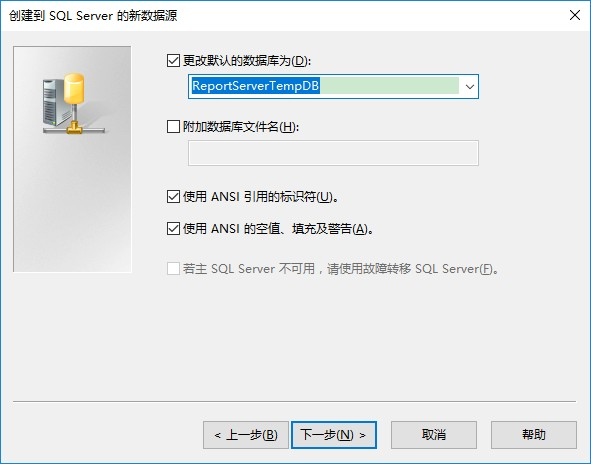 创建到 SQL Server 的新数据源
更改默认的数据库为(D):
ReportServerTempDB
附加数据库文件名(H):
使用 ANSI 引用的标识符(U)。
使用 ANSI 的空值、填充及警告(A)。
若主 SQL Server 不可用，请使用故障转移 SQL Server(F)。
< 上一步(B)
下一步(N) >
取消
帮助